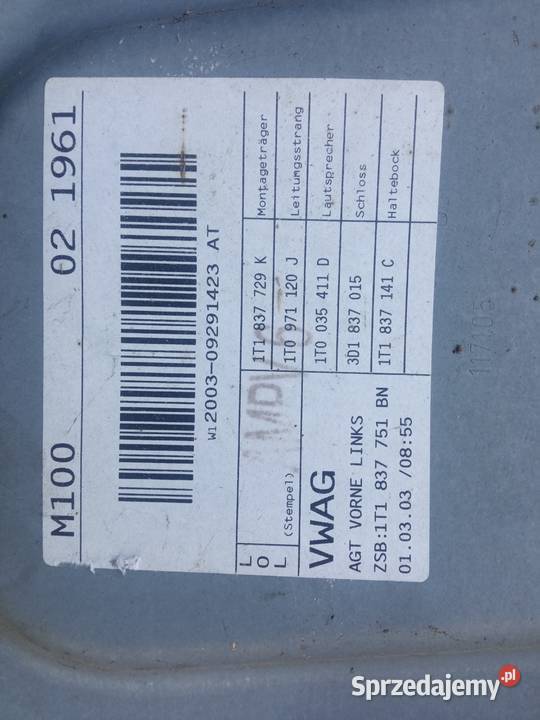 M100 02 1961
W1 2003-09291423 AT
L
O
L
(Stempel)
1T1 837 729 K Montageträger
1T0 971 120 J Leitungsstrang
1T0 035 411 D Lautsprecher
3D1 837 015 Schloss
1T1 837 141 C Haltebock
VWAG
AGT VORNE LINKS
ZSB:1T1 837 751 BN
01.03.03 /08:55
Sprzedajemy.pl